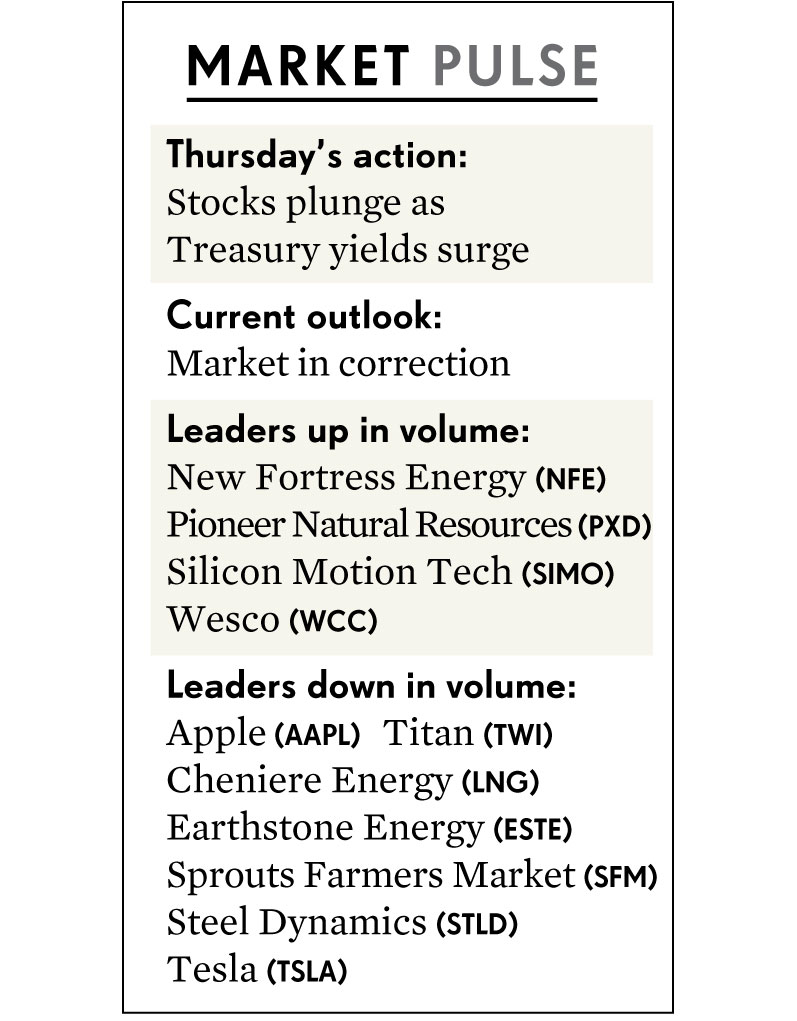 MARKET PULSE
Thursday's action:
Stocks plunge as
Treasury yields surge
Current outlook:
Market in correction
Leaders up in volume:
New Fortress Energy (NFE)
Pioneer Natural Resources (PXD)
Silicon Motion Tech (SIMO)
Wesco (WCC)
Leaders down in volume:
Apple (AAPL) Titan (TWI)
Cheniere Energy (LNG)
Earthstone Energy (ESTE)
Sprouts Farmers Market (SFM)
Steel Dynamics (STLD)
Tesla (TSLA)